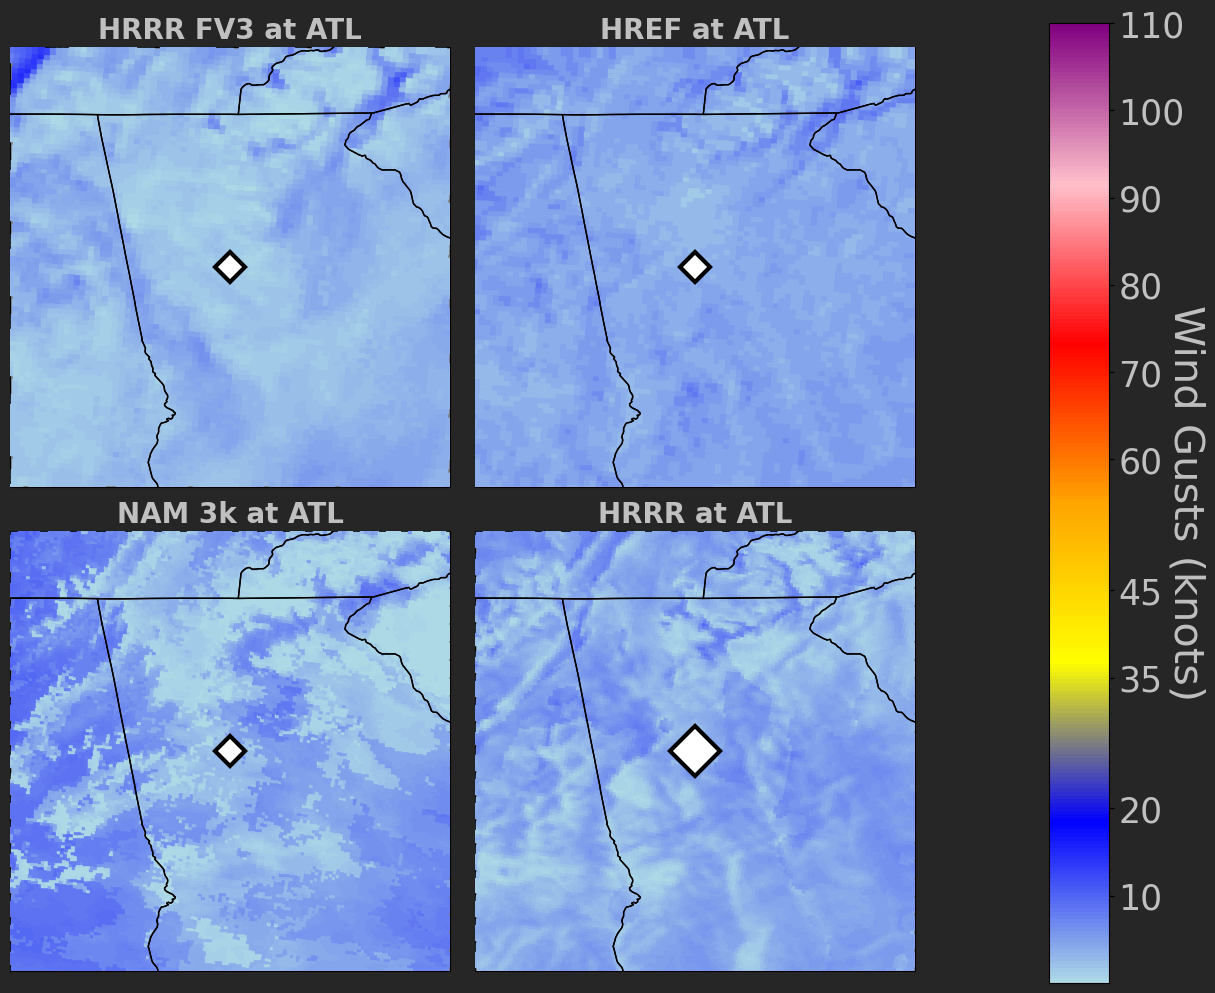 HRRR FV3 at ATL
HREF at ATL
NAM 3k at ATL
HRRR at ATL
110
100
90
80
70
60
45
35
20
10
Wind Gusts (knots)